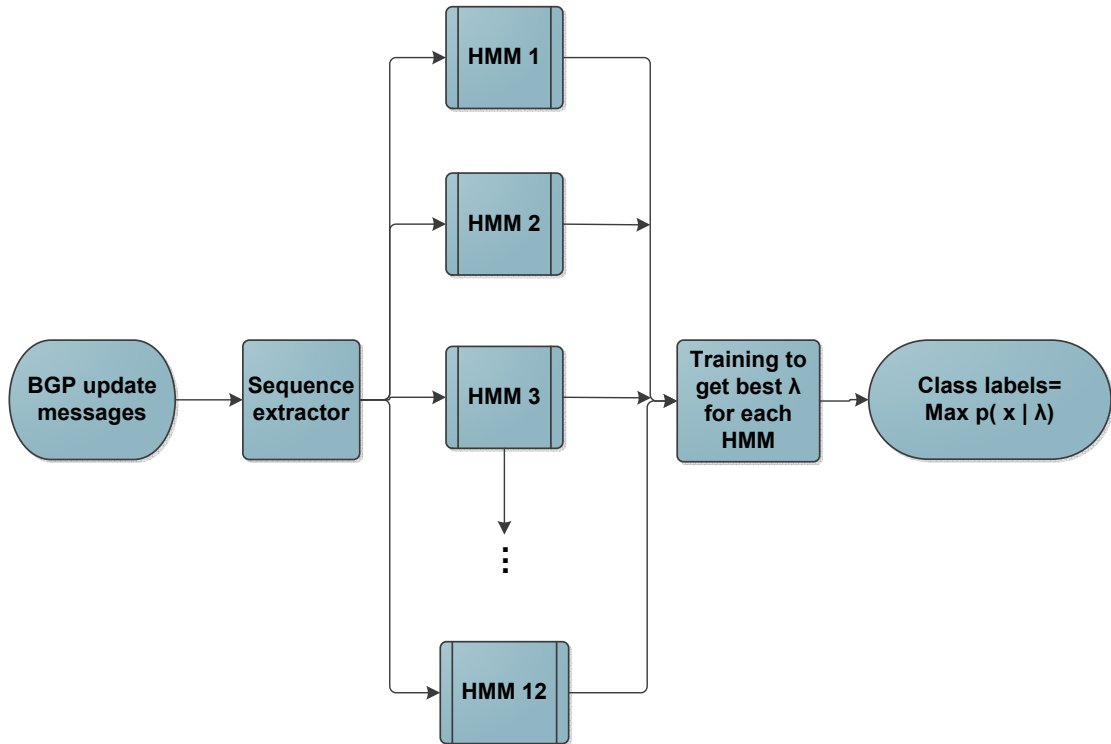 HMM 1
HMM 2
BGP update
messages
Sequence
extractor
HMM 3
Training to
get best λ
for each
HMM
Class labels=
Max p( x | λ)
...
HMM 12